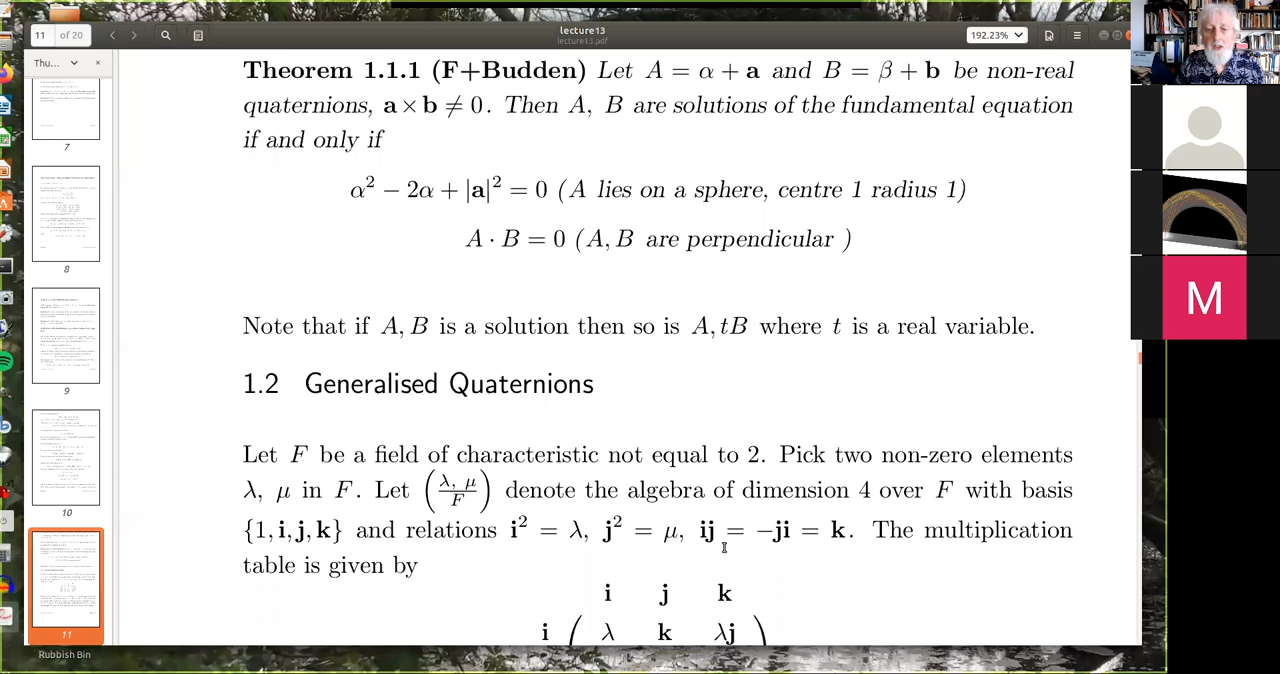 11 of 20
lecture13
lecture13.pdf
192.23%
Thu...
7
8
9
10
11
Rubbish Bin
Theorem 1.1.1 (F+Budden) Let A = α + a and B = β + b be non-real
quaternions, a × b ≠ 0. Then A, B are solutions of the fundamental equation
if and only if
α² − 2α + |a|² = 0 (A lies on a sphere, centre 1 radius 1)
A · B = 0 (A, B are perpendicular )
Note that if A, B is a soution then so is A, tB where t is a real variable.
1.2 Generalised Quaternions
Let F be a field of characteristic not equal to 2. Pick two non-zero elements
λ, μ in F. Let (λ, μ / F) denote the algebra of dimension 4 over F with basis
{1, i, j, k} and relations i² = λ, j² = μ, ij = −ji = k. The multiplication
table is given by
i j k
i ( λ k λj )
M